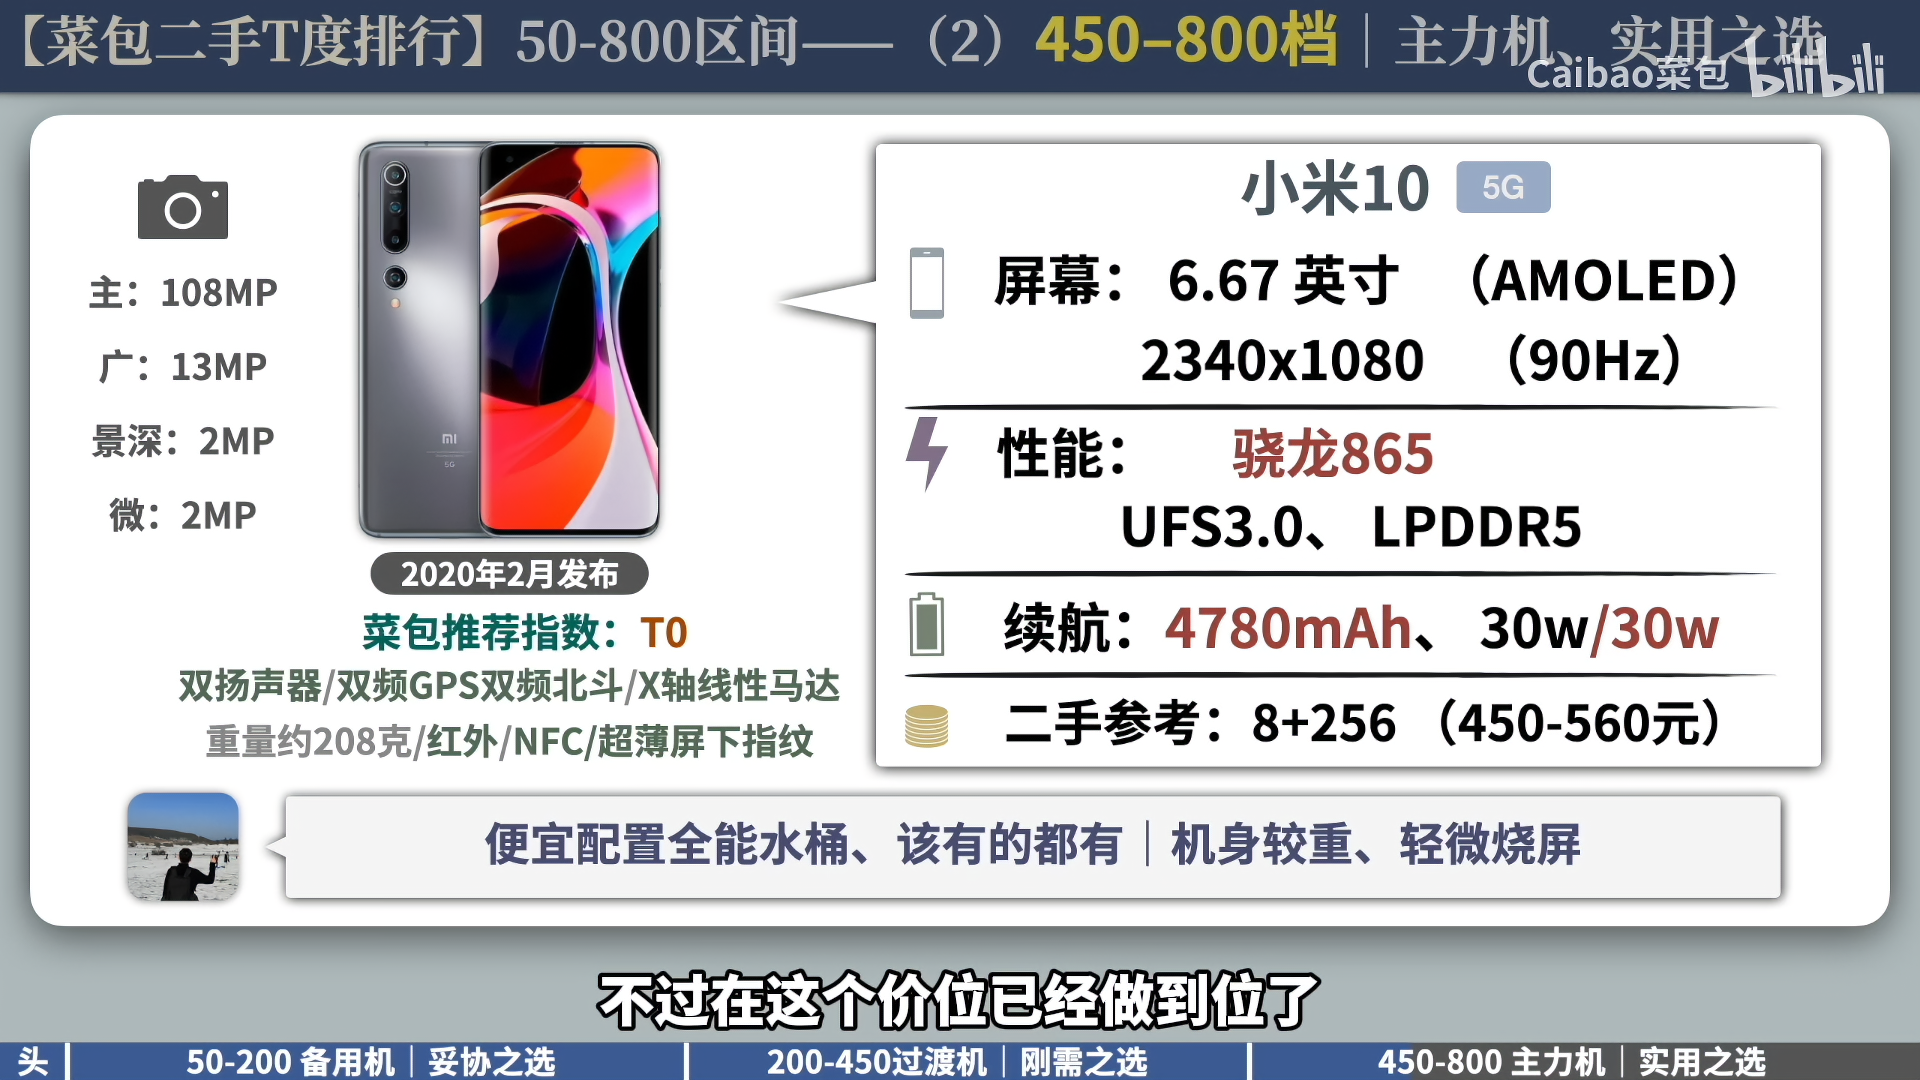 【菜包二手T度排行】50-800区间——（2）450-800档｜主力机、实用之选
Caibao菜包 bilibili
主：108MP
广：13MP
景深：2MP
微：2MP
2020年2月发布
菜包推荐指数：T0
双扬声器/双频GPS双频北斗/X轴线性马达
重量约208克/红外/NFC/超薄屏下指纹
小米10 5G
屏幕： 6.67 英寸 （AMOLED）
2340x1080 （90Hz）
性能： 骁龙865
UFS3.0、 LPDDR5
续航：4780mAh、 30w/30w
二手参考：8+256 （450-560元）
便宜配置全能水桶、该有的都有｜机身较重、轻微烧屏
不过在这个价位已经做到位了
头
50-200 备用机｜妥协之选
200-450过渡机｜刚需之选
450-800 主力机｜实用之选